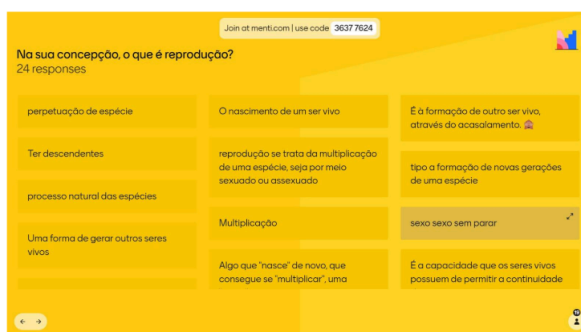 Join at menti.com | use code 3637 7624
Na sua concepção, o que é reprodução?
24 responses
perpetuação de espécie
Ter descendentes
processo natural das espécies
Uma forma de gerar outros seres
vivos
O nascimento de um ser vivo
reprodução se trata da multiplicação
de uma espécie, seja por meio
sexuado ou assexuado
Multiplicação
Algo que "nasce" de novo, que
consegue se "multiplicar", uma
É à formação de outro ser vivo,
através do acasalamento. 🙈
tipo a formação de novas gerações
de uma espécie
sexo sexo sem parar
É a capacidade que os seres vivos
possuem de permitir a continuidade